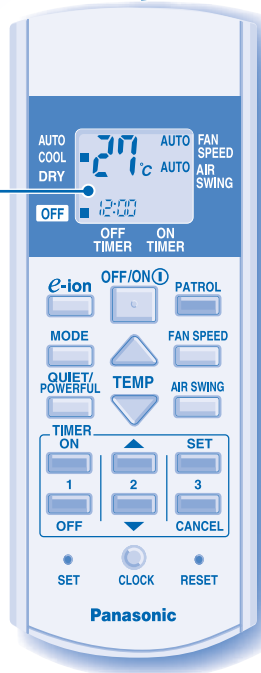 AUTO
COOL
DRY
OFF
27°C
AUTO
AUTO
FAN
SPEED
AIR
SWING
12:00
OFF
TIMER
ON
TIMER
e-ion
OFF/ON
PATROL
MODE
FAN SPEED
QUIET/
POWERFUL
TEMP
AIR SWING
TIMER
ON
SET
1
2
3
OFF
CANCEL
SET
CLOCK
RESET
Panasonic